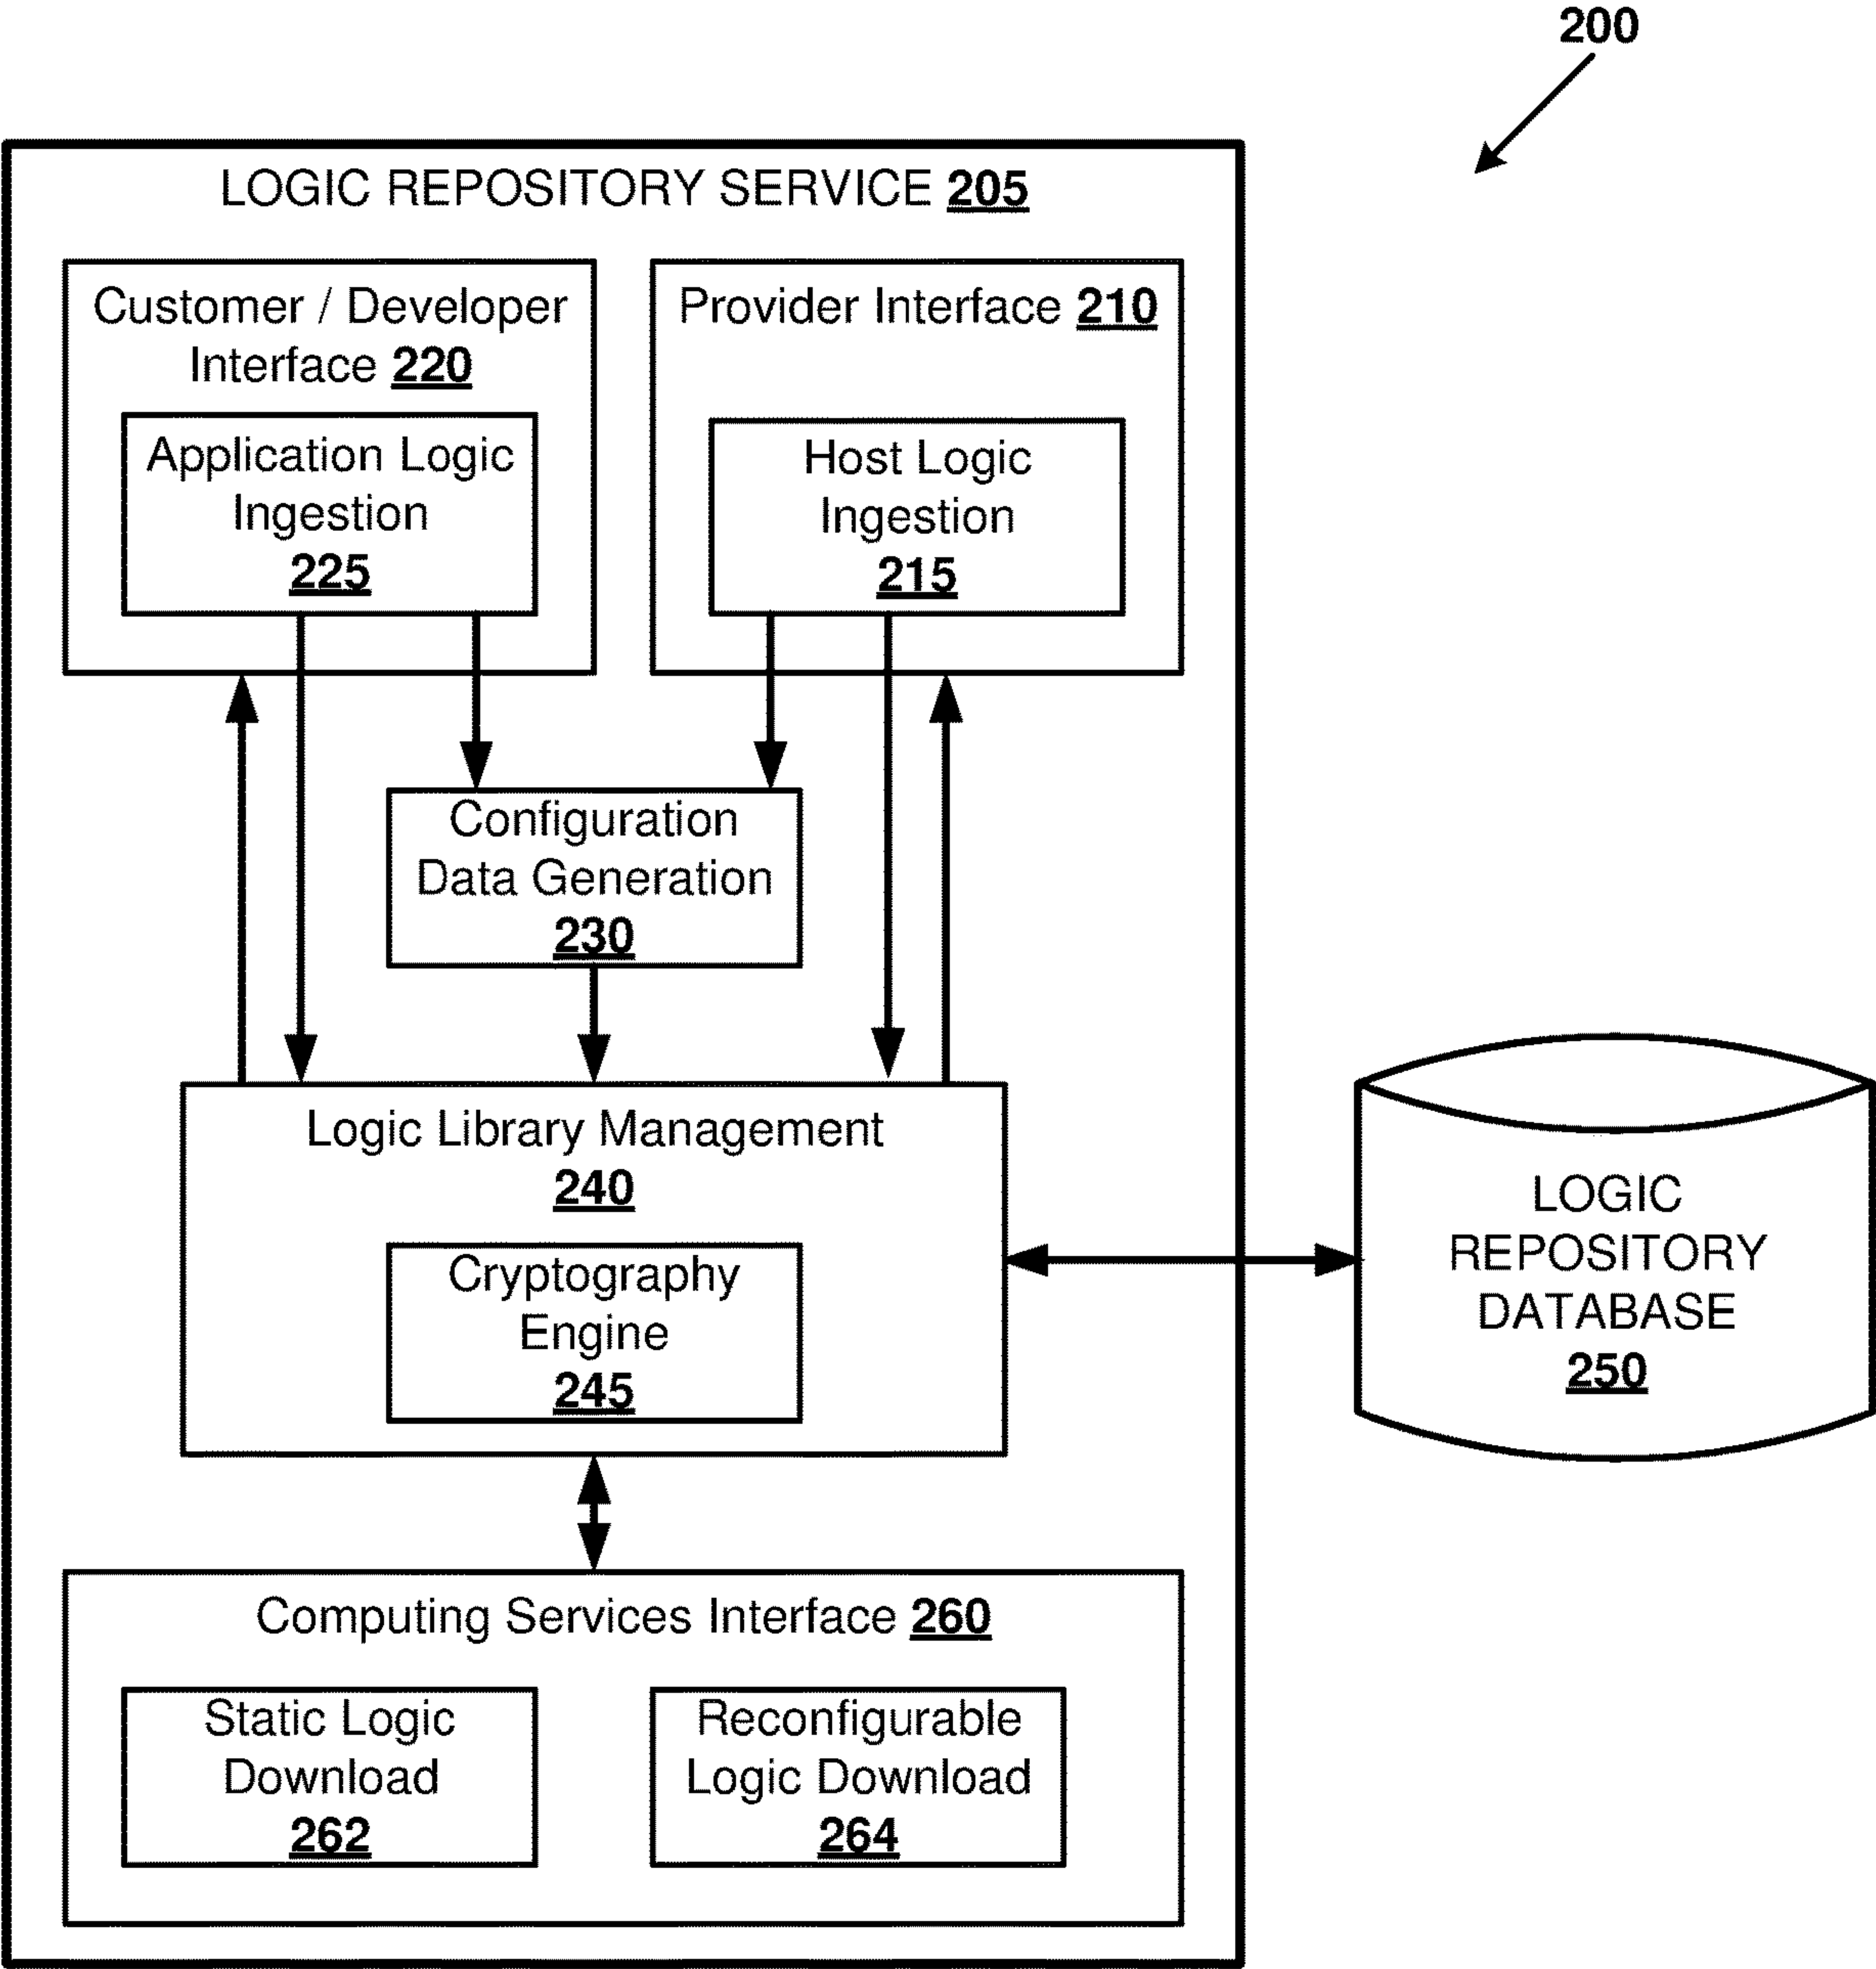 200
LOGIC REPOSITORY SERVICE 205
Customer / Developer
Interface 220
Application Logic
Ingestion
225
Provider Interface 210
Host Logic
Ingestion
215
Configuration
Data Generation
230
Logic Library Management
240
Cryptography
Engine
245
LOGIC
REPOSITORY
DATABASE
250
Computing Services Interface 260
Static Logic
Download
262
Reconfigurable
Logic Download
264